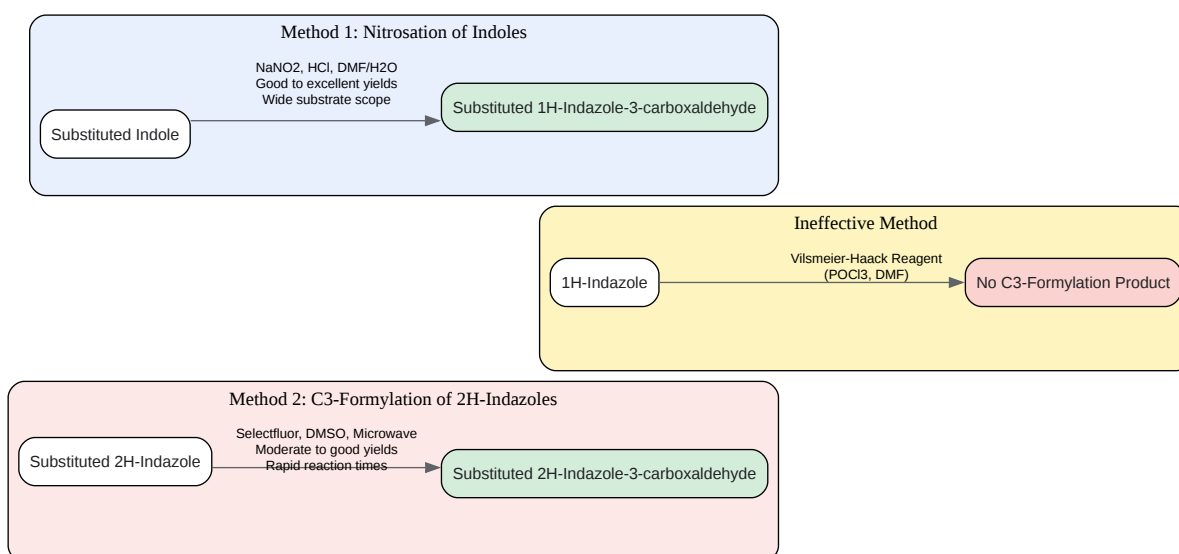 Method 1: Nitrosation of Indoles
NaNO2, HCl, DMF/H2O
Good to excellent yields
Wide substrate scope
Substituted Indole
Substituted 1H-Indazole-3-carboxaldehyde
Ineffective Method
Vilsmeier-Haack Reagent
(POCl3, DMF)
1H-Indazole
No C3-Formylation Product
Method 2: C3-Formylation of 2H-Indazoles
Selectfluor, DMSO, Microwave
Moderate to good yields
Rapid reaction times
Substituted 2H-Indazole
Substituted 2H-Indazole-3-carboxaldehyde